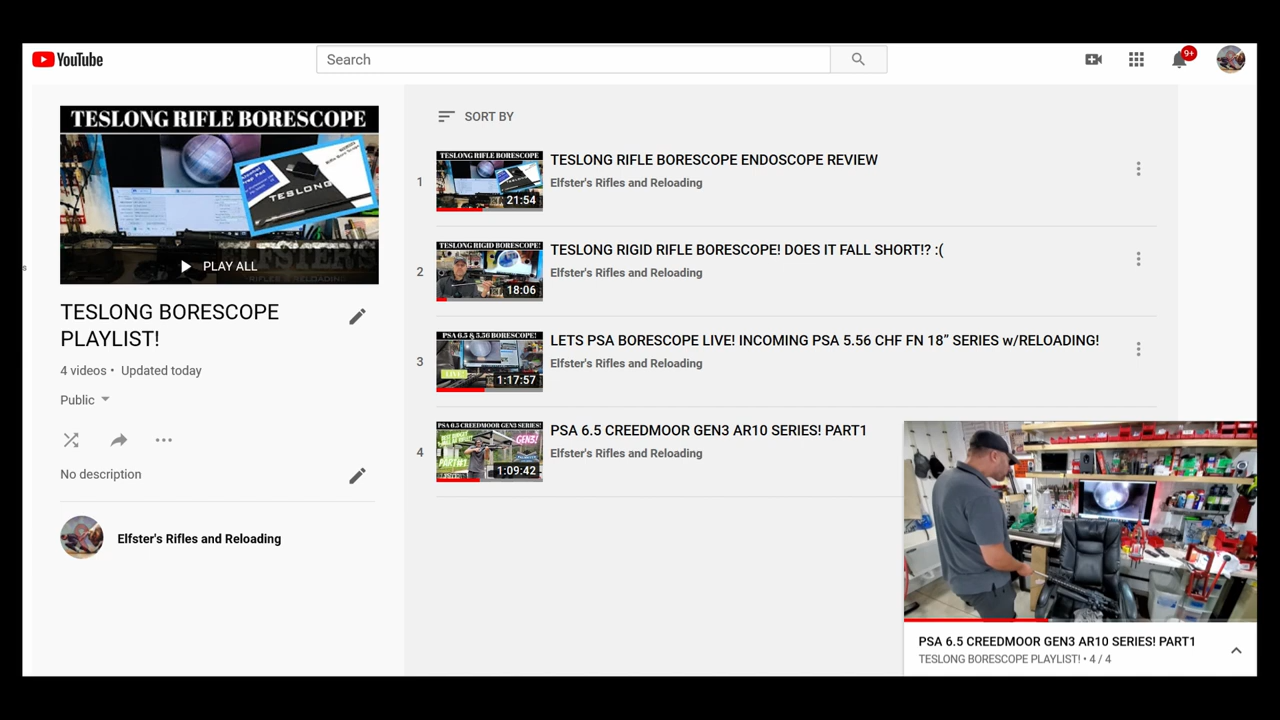 YouTube
Search
9+
TESLONG RIFLE BORESCOPE
TESLONG
PLAY ALL
TESLONG BORESCOPE
PLAYLIST!
4 videos • Updated today
Public
No description
Elfster's Rifles and Reloading
SORT BY
1
TESLONG RIFLE BORESCOPE
21:54
TESLONG RIFLE BORESCOPE ENDOSCOPE REVIEW
Elfster's Rifles and Reloading
2
TESLONG RIGID BORESCOPE!
18:06
TESLONG RIGID RIFLE BORESCOPE! DOES IT FALL SHORT!? :(
Elfster's Rifles and Reloading
3
PSA 6.5 & 5.56 BORESCOPE!
LIVE!
1:17:57
LETS PSA BORESCOPE LIVE! INCOMING PSA 5.56 CHF FN 18” SERIES w/RELOADING!
Elfster's Rifles and Reloading
4
PSA 6.5 CREEDMOOR GEN3 SERIES!
GEN3!
PART#1
1:09:42
PSA 6.5 CREEDMOOR GEN3 AR10 SERIES! PART1
Elfster's Rifles and Reloading
PSA 6.5 CREEDMOOR GEN3 AR10 SERIES! PART1
TESLONG BORESCOPE PLAYLIST! • 4 / 4